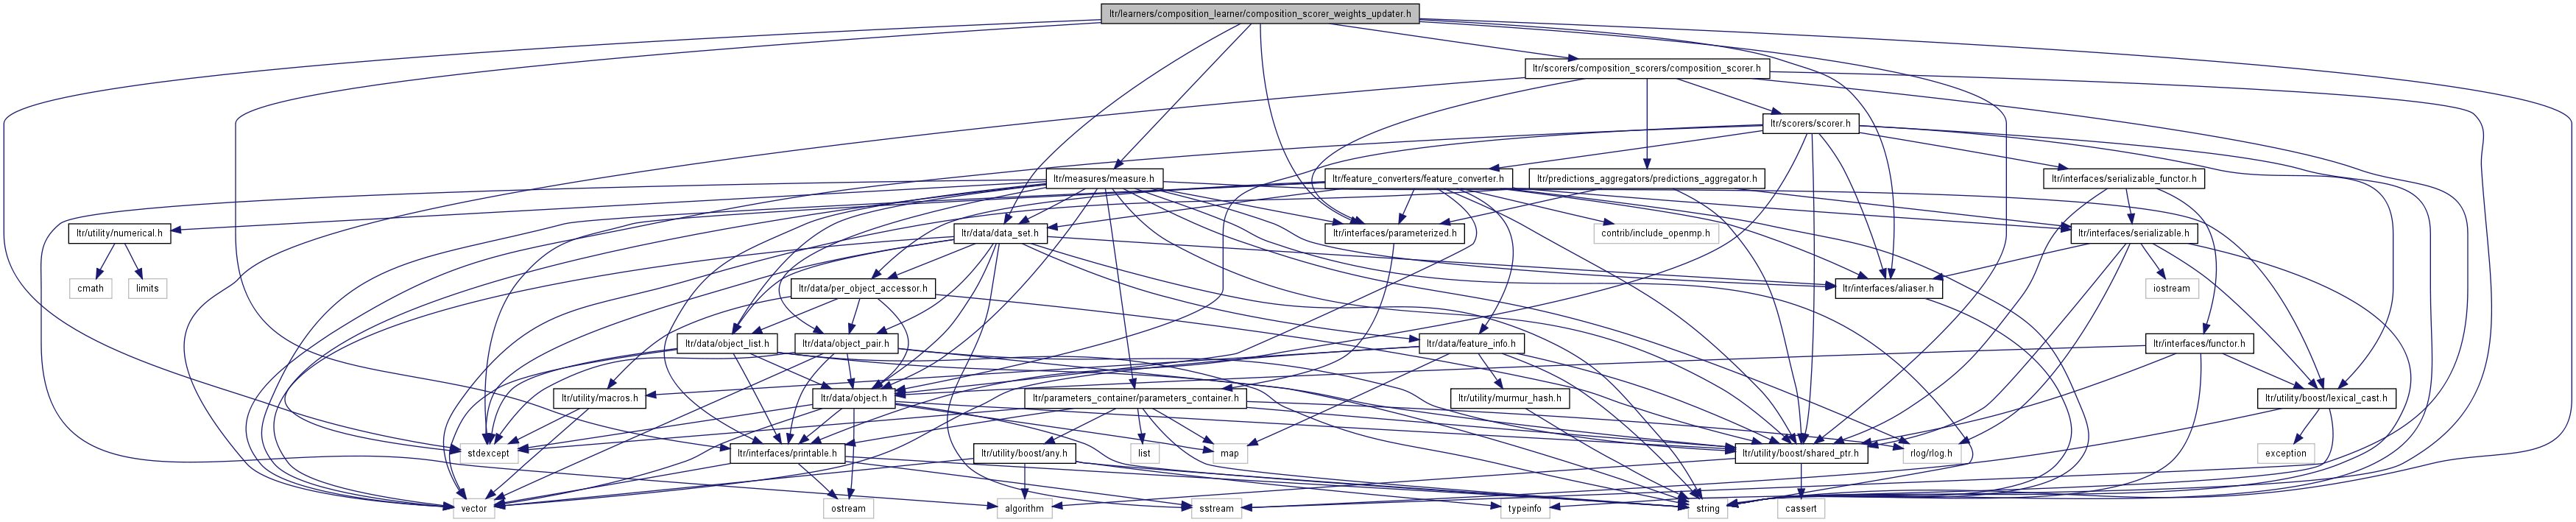 ltr/learners/composition_learner/composition_scorer_weights_updater.h
ltr/scorers/composition_scorers/composition_scorer.h
ltr/scorers/scorer.h
ltr/measures/measure.h
ltr/feature_converters/feature_converter.h
ltr/predictions_aggregators/predictions_aggregator.h
ltr/interfaces/serializable_functor.h
ltr/utility/numerical.h
ltr/data/data_set.h
ltr/interfaces/parameterized.h
contrib/include_openmp.h
ltr/interfaces/serializable.h
cmath
limits
ltr/data/per_object_accessor.h
ltr/interfaces/aliaser.h
iostream
ltr/data/object_list.h
ltr/data/object_pair.h
ltr/data/feature_info.h
ltr/interfaces/functor.h
ltr/utility/macros.h
ltr/data/object.h
ltr/parameters_container/parameters_container.h
ltr/utility/murmur_hash.h
ltr/utility/boost/lexical_cast.h
stdexcept
ltr/interfaces/printable.h
ltr/utility/boost/any.h
list
map
ltr/utility/boost/shared_ptr.h
rlog/rlog.h
exception
vector
ostream
algorithm
sstream
typeinfo
string
cassert